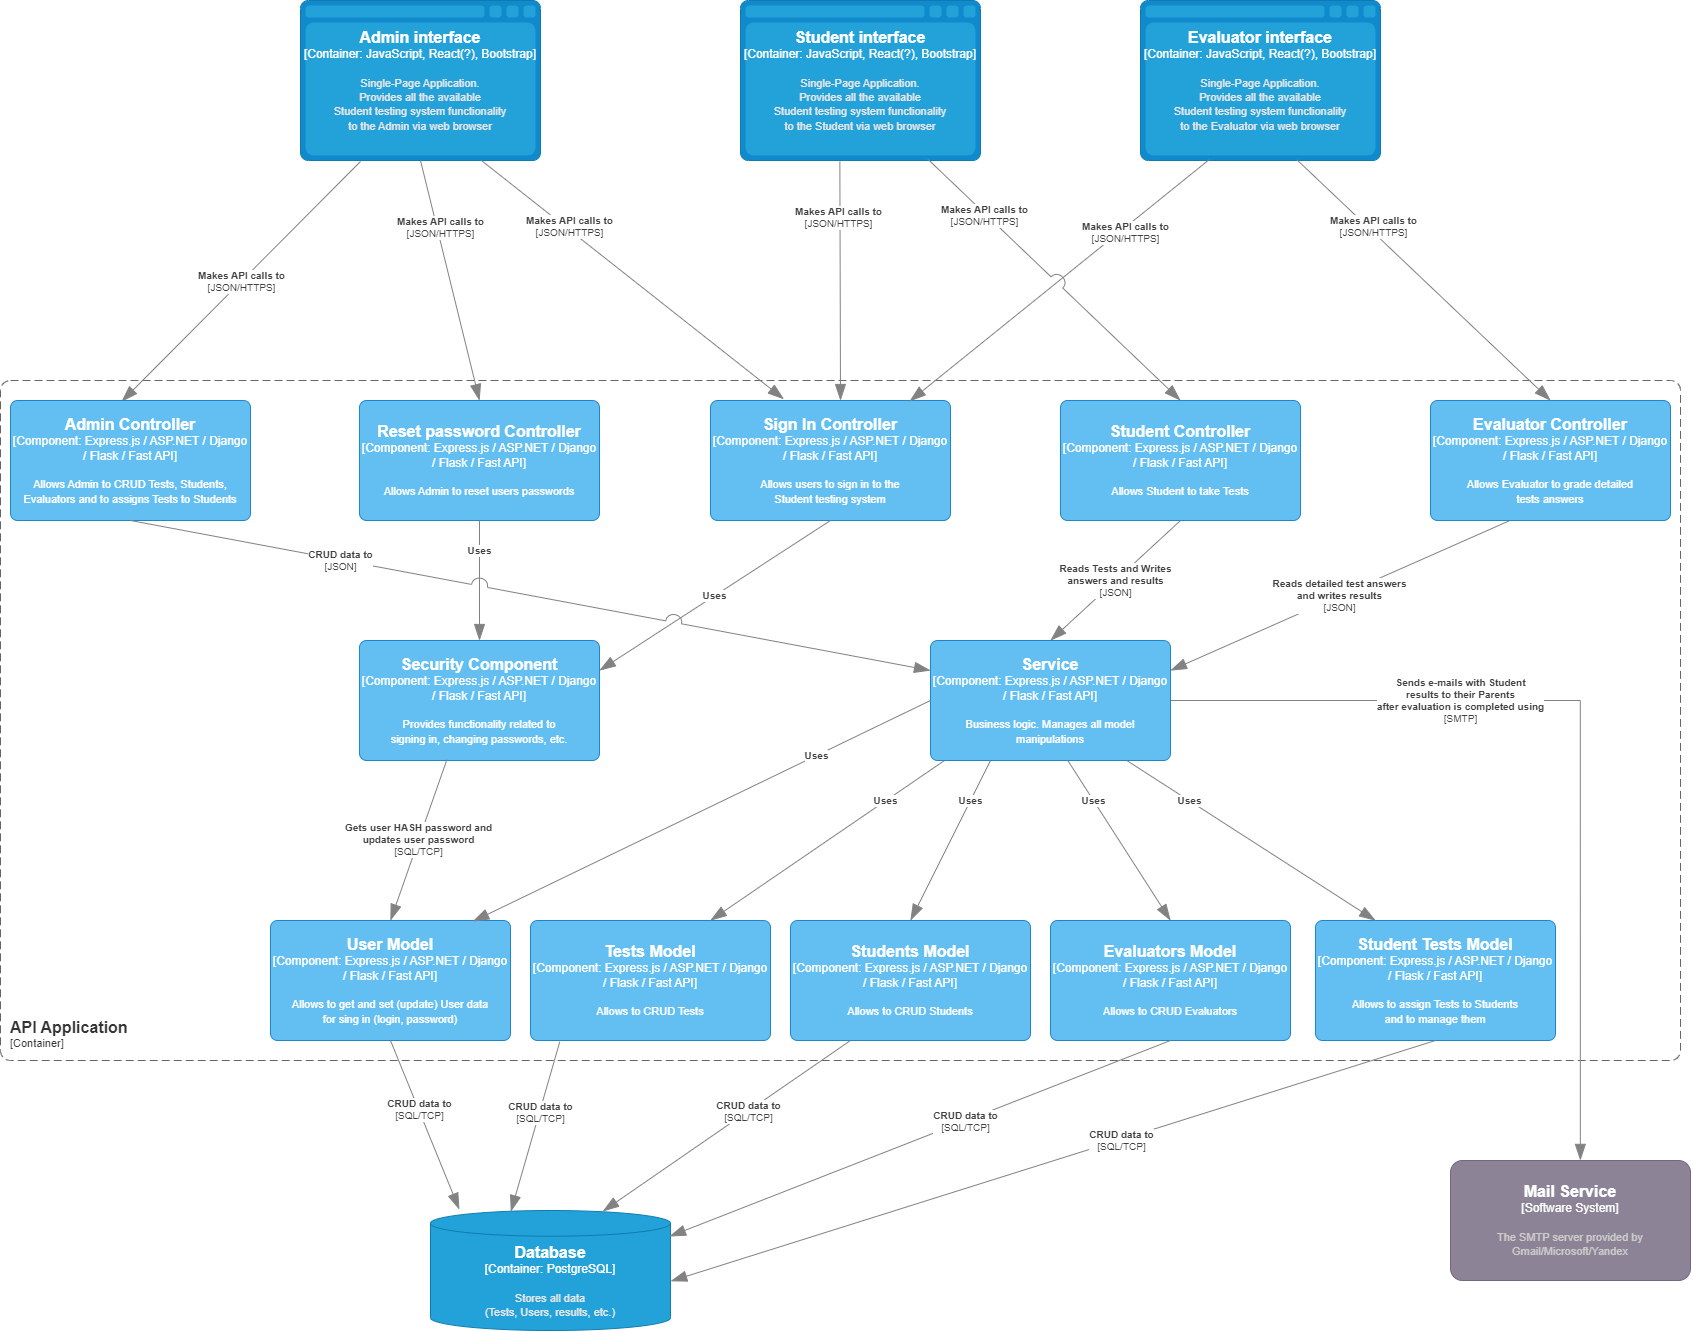 Admin interface
[Container: JavaScript, React(?), Bootstrap]
Single-Page Application.
Provides all the available
Student testing system functionality
to the Admin via web browser
Student interface
[Container: JavaScript, React(?), Bootstrap]
Single-Page Application.
Provides all the available
Student testing system functionality
to the Student via web browser
Evaluator interface
[Container: JavaScript, React(?), Bootstrap]
Single-Page Application.
Provides all the available
Student testing system functionality
to the Evaluator via web browser
Makes API calls to
[JSON/HTTPS]
Makes API calls to
[JSON/HTTPS]
Makes API calls to
[JSON/HTTPS]
Makes API calls to
[JSON/HTTPS]
Makes API calls to
[JSON/HTTPS]
Makes API calls to
[JSON/HTTPS]
Makes API calls to
[JSON/HTTPS]
Admin Controller
[Component: Express.js / ASP.NET / Django
/ Flask / Fast API]
Allows Admin to CRUD Tests, Students,
Evaluators and to assigns Tests to Students
Reset password Controller
[Component: Express.js / ASP.NET / Django
/ Flask / Fast API]
Allows Admin to reset users passwords
Sign In Controller
[Component: Express.js / ASP.NET / Django
/ Flask / Fast API]
Allows users to sign in to the
Student testing system
Student Controller
[Component: Express.js / ASP.NET / Django
/ Flask / Fast API]
Allows Student to take Tests
Evaluator Controller
[Component: Express.js / ASP.NET / Django
/ Flask / Fast API]
Allows Evaluator to grade detailed
tests answers
CRUD data to
[JSON]
Uses
Uses
Reads Tests and Writes
answers and results
[JSON]
Reads detailed test answers
and writes results
[JSON]
Security Component
[Component: Express.js / ASP.NET / Django
/ Flask / Fast API]
Provides functionality related to
signing in, changing passwords, etc.
Service
[Component: Express.js / ASP.NET / Django
/ Flask / Fast API]
Business logic. Manages all model
manipulations
Sends e-mails with Student
results to their Parents
after evaluation is completed using
[SMTP]
Gets user HASH password and
updates user password
[SQL/TCP]
Uses
Uses
Uses
Uses
Uses
User Model
[Component: Express.js / ASP.NET / Django
/ Flask / Fast API]
Allows to get and set (update) User data
for sing in (login, password)
Tests Model
[Component: Express.js / ASP.NET / Django
/ Flask / Fast API]
Allows to CRUD Tests
Students Model
[Component: Express.js / ASP.NET / Django
/ Flask / Fast API]
Allows to CRUD Students
Evaluators Model
[Component: Express.js / ASP.NET / Django
/ Flask / Fast API]
Allows to CRUD Evaluators
Student Tests Model
[Component: Express.js / ASP.NET / Django
/ Flask / Fast API]
Allows to assign Tests to Students
and to manage them
API Application
[Container]
CRUD data to
[SQL/TCP]
CRUD data to
[SQL/TCP]
CRUD data to
[SQL/TCP]
CRUD data to
[SQL/TCP]
CRUD data to
[SQL/TCP]
Database
[Container: PostgreSQL]
Stores all data
(Tests, Users, results, etc.)
Mail Service
[Software System]
The SMTP server provided by
Gmail/Microsoft/Yandex